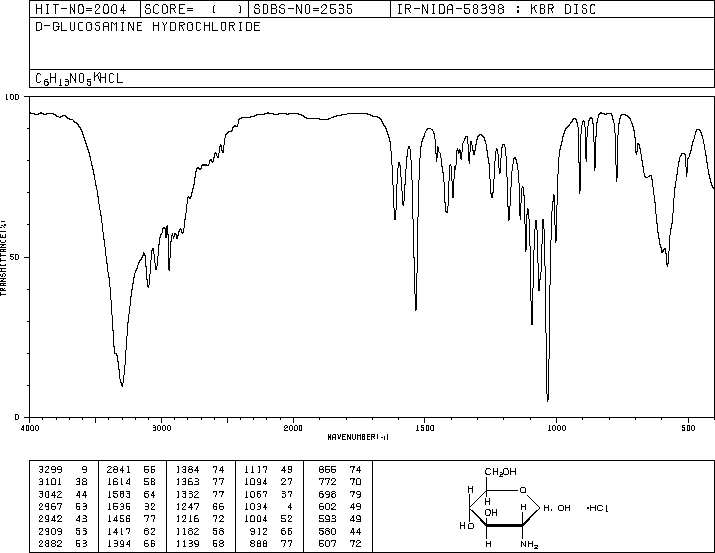 HIT-NO=2004 SCORE= ( ) SDBS-NO=2535 IR-NIDA-58398 : KBR DISC
D-GLUCOSAMINE HYDROCHLORIDE
C6H13NO5KHCL
100
50
0
TRANSMITTANCE(%)
4000 3000 2000 1500 1000 500
WAVENUMBER(-1)
3299 9 2841 55 1384 74 1117 49 855 74
3101 38 1614 58 1363 77 1094 27 772 70
3042 44 1583 64 1332 77 1067 37 698 79
2967 53 1536 32 1247 66 1034 4 602 49
2942 43 1456 77 1216 72 1004 52 593 49
2909 53 1417 62 1182 58 912 66 580 44
2882 53 1394 66 1139 58 888 77 507 72
CH2OH
H H O
H
OH H, OH ·HCl
HO H
H NH2